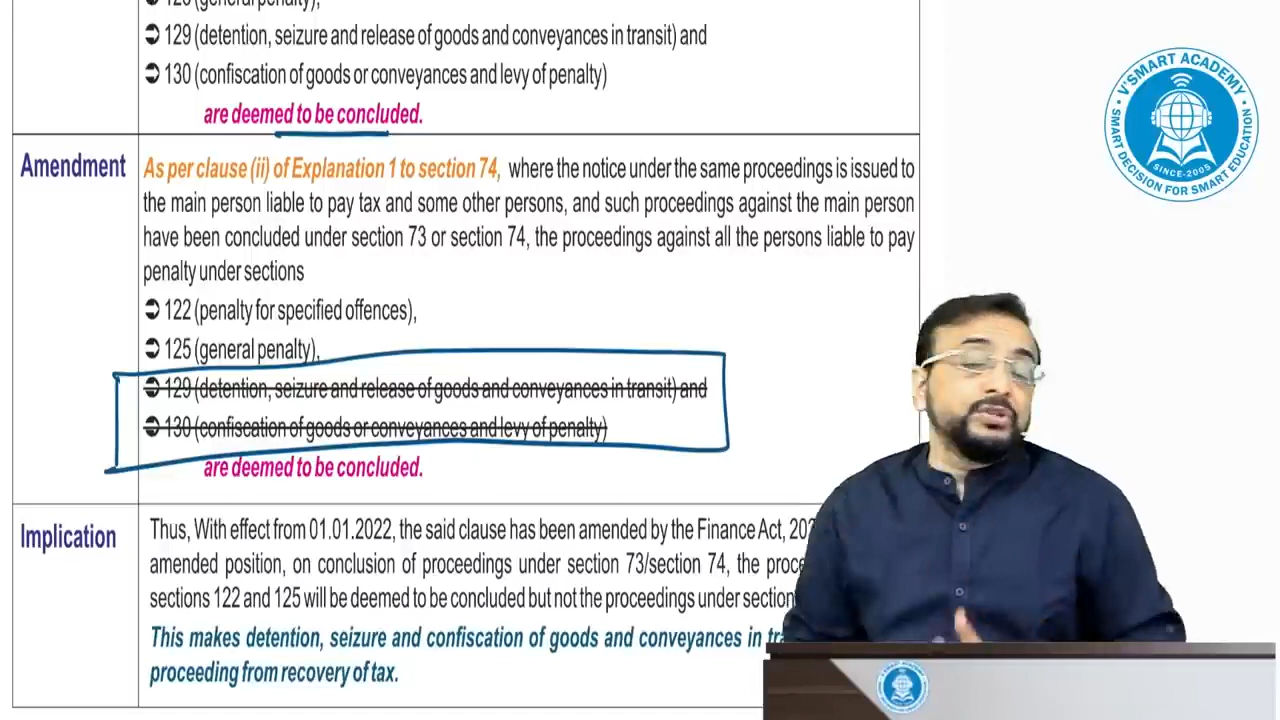 (general penalty),
129 (detention, seizure and release of goods and conveyances in transit) and
130 (confiscation of goods or conveyances and levy of penalty)
are deemed to be concluded.
Amendment
As per clause (ii) of Explanation 1 to section 74, where the notice under the same proceedings is issued to
the main person liable to pay tax and some other persons, and such proceedings against the main person
have been concluded under section 73 or section 74, the proceedings against all the persons liable to pay
penalty under sections
122 (penalty for specified offences),
125 (general penalty),
129 (detention, seizure and release of goods and conveyances in transit) and
130 (confiscation of goods or conveyances and levy of penalty)
are deemed to be concluded.
Implication
Thus, With effect from 01.01.2022, the said clause has been amended by the Finance Act,
amended position, on conclusion of proceedings under section 73/section 74, the
sections 122 and 125 will be deemed to be concluded but not the proceedings under
This makes detention, seizure and confiscation of goods and conveyances in
proceeding from recovery of tax.
V'SMART ACADEMY
SINCE-2005
SMART DECISION FOR SMART EDUCATION